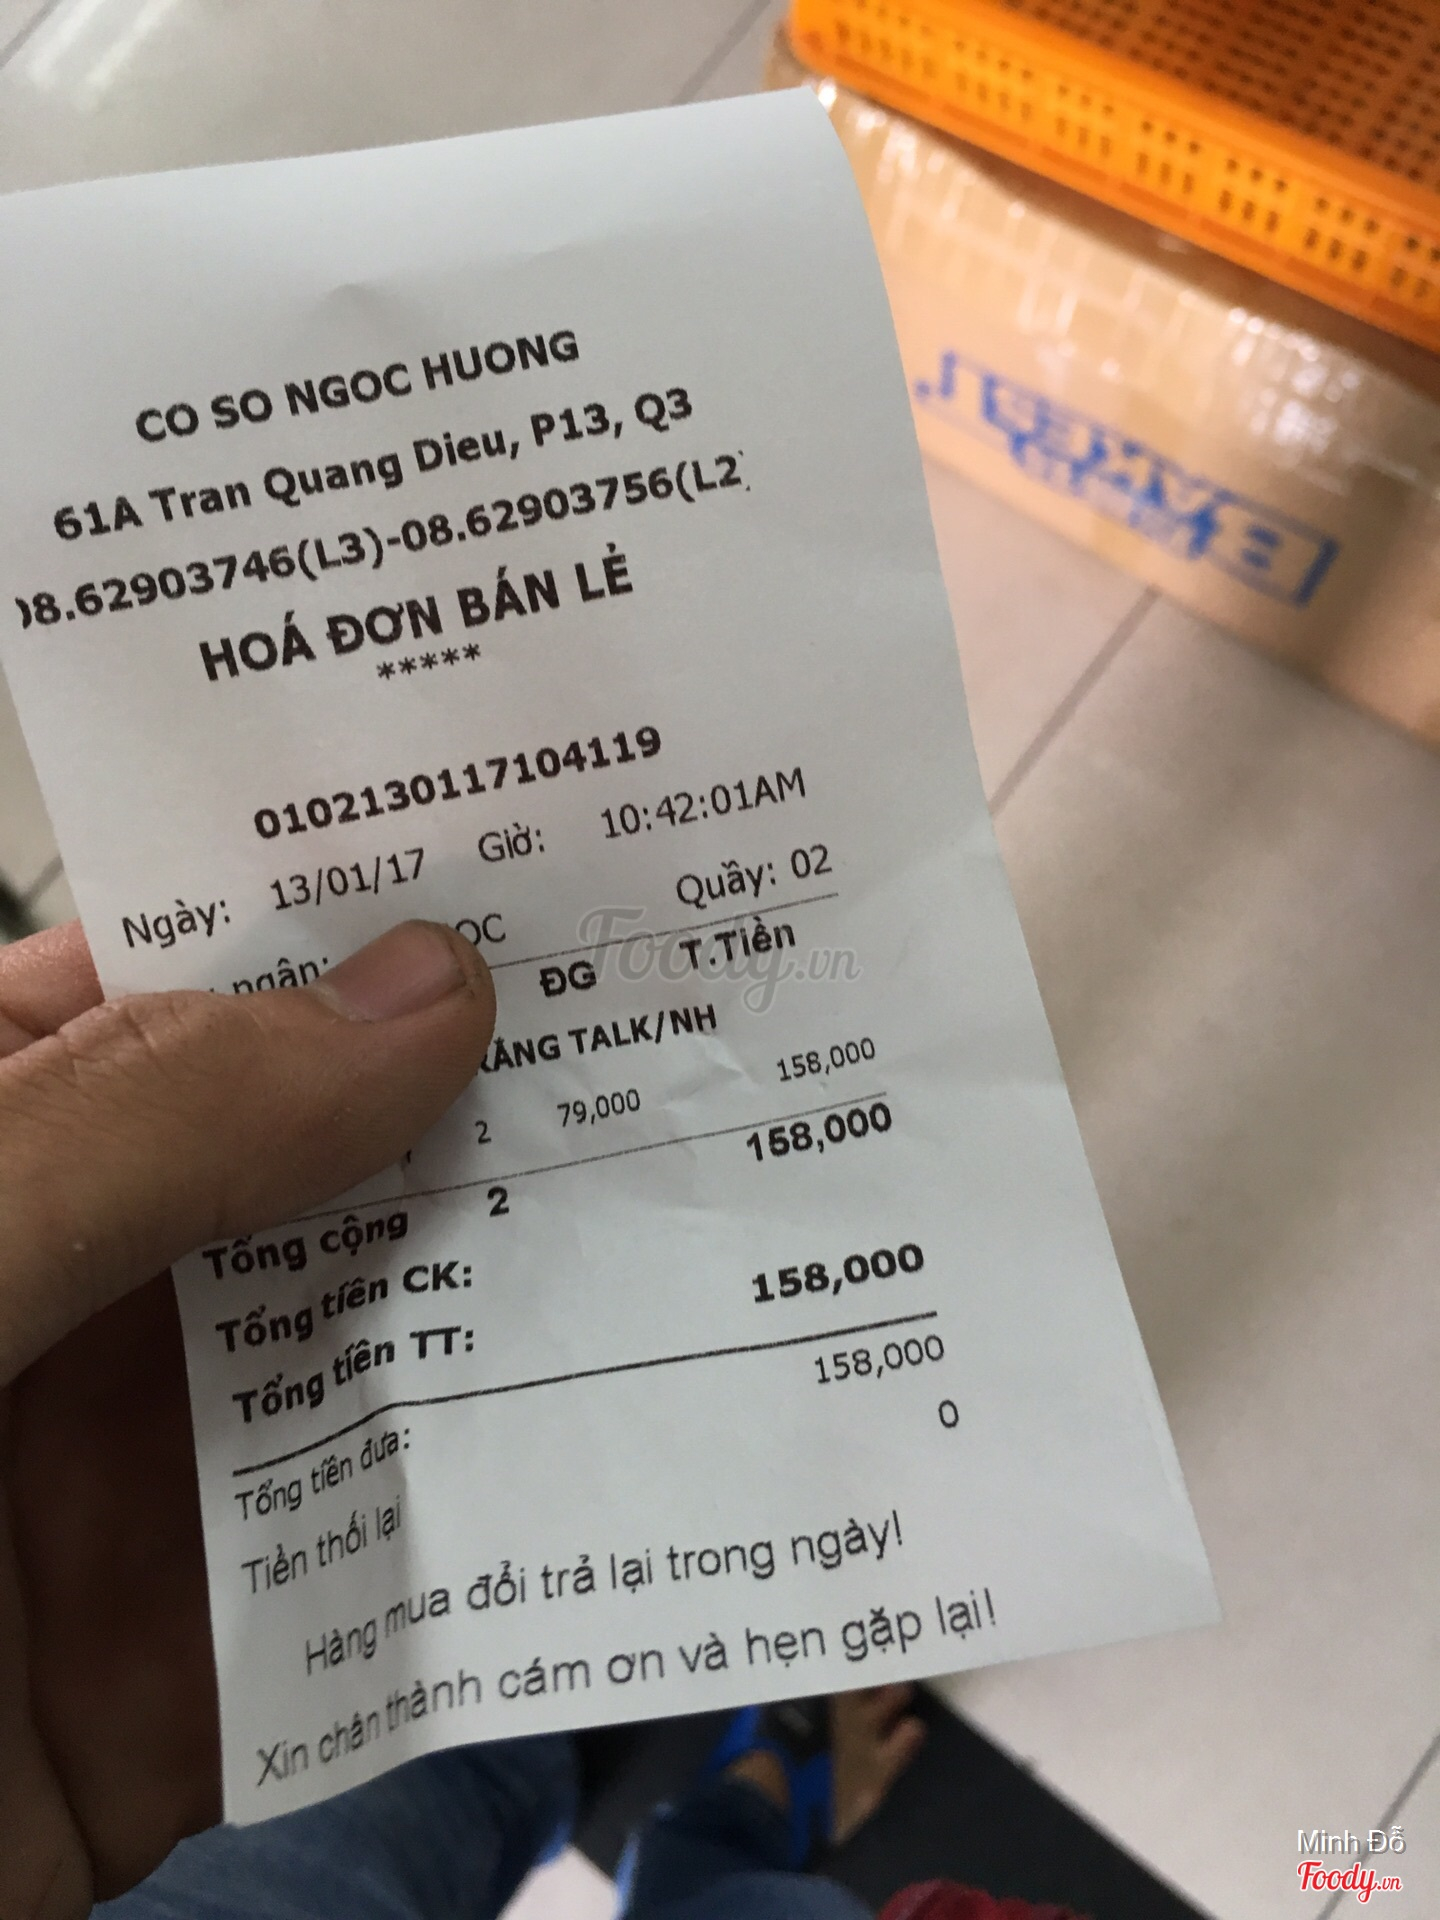 CO SO NGOC HUONG
61A Tran Quang Dieu, P13, Q3
08.62903746(L3)-08.62903756(L2)
HOÁ ĐƠN BÁN LẺ
*****
0102130117104119
Ngày: 13/01/17 Giờ: 10:42:01AM
ngân: Quầy: 02
ĐG T.Tiền
TALK/NH
2 79,000 158,000
Tổng cộng 2 158,000
Tổng tiền CK:
Tổng tiền TT: 158,000
Tổng tiền đưa: 158,000
Tiền thối lại 0
Hàng mua đổi trả lại trong ngày!
Xin chân thành cám ơn và hẹn gặp lại!
Foody.vn
Minh Đỗ
Foody.vn